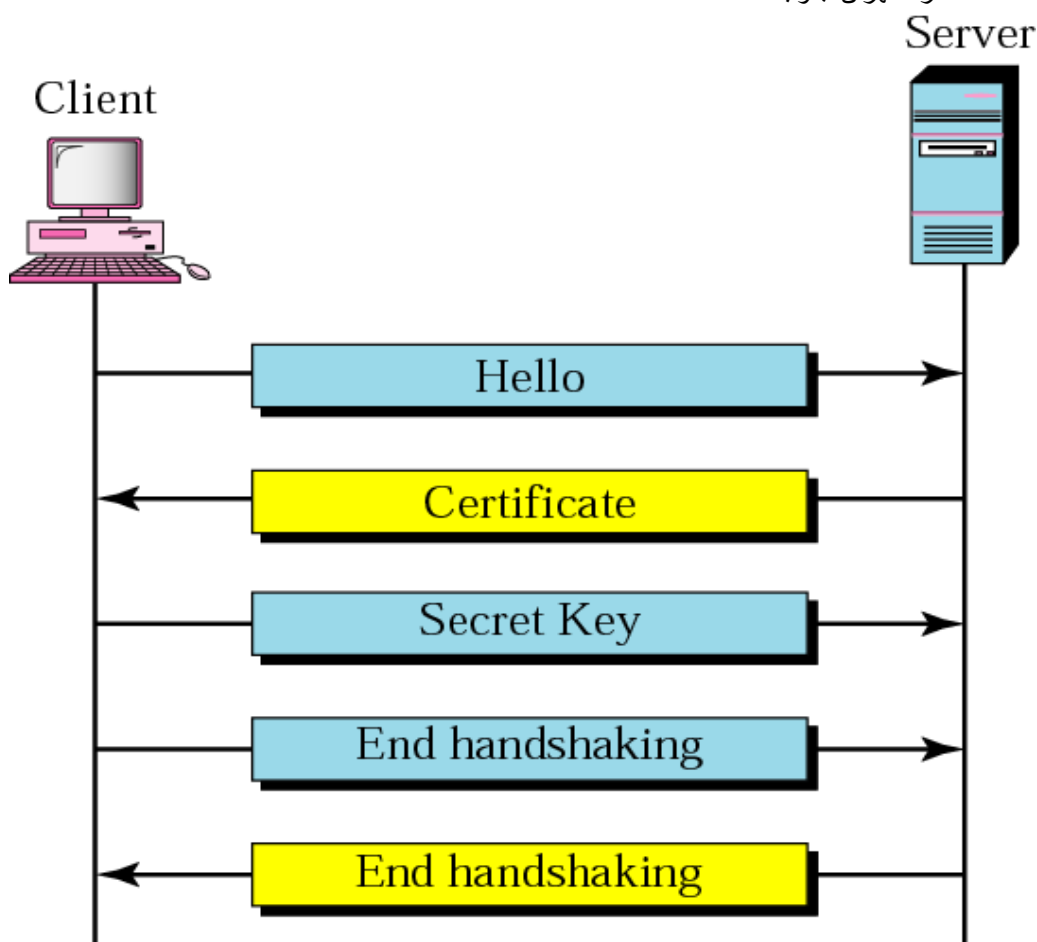 Server
Client
Hello
Certificate
Secret Key
End handshaking
End handshaking